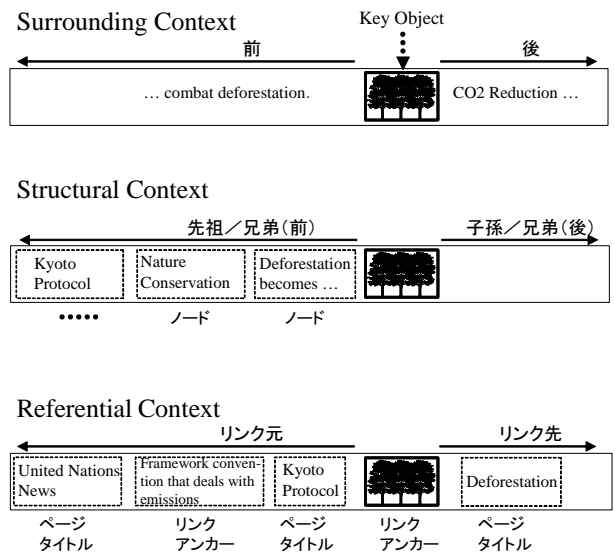 Surrounding Context
Key Object
前
後
… combat deforestation.
CO2 Reduction …
Structural Context
先祖／兄弟（前）
子孫／兄弟（後）
Kyoto
Protocol
Nature
Conservation
Deforestation
becomes …
•••••
ノード
ノード
Referential Context
リンク元
リンク先
United Nations
News
Framework conven-
tion that deals with
emissions
Kyoto
Protocol
Deforestation
ページ
タイトル
リンク
アンカー
ページ
タイトル
リンク
アンカー
ページ
タイトル